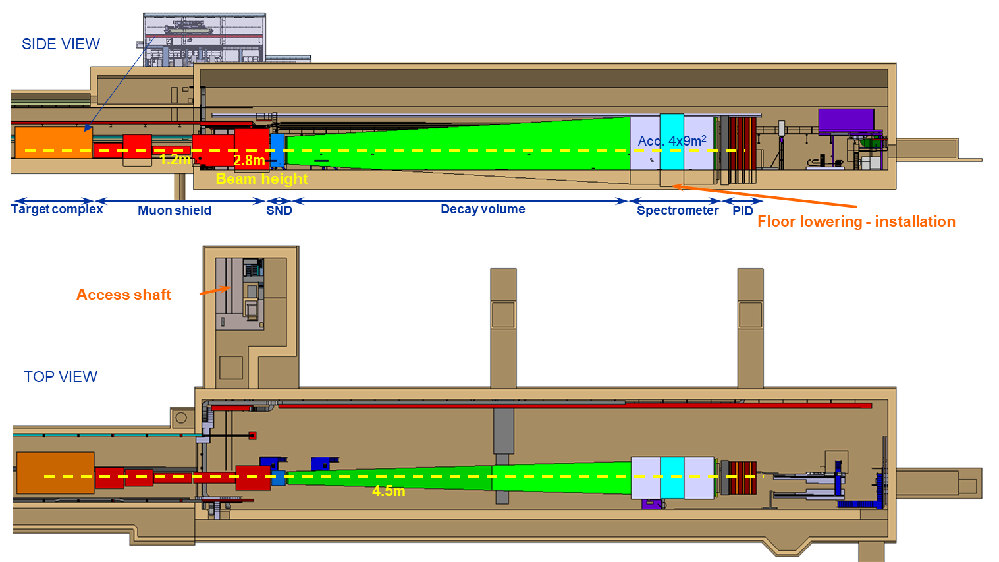 SIDE VIEW
Acc. 4x9m²
1.2m
2.8m
Beam height
Target complex
Muon shield
SND
Decay volume
Spectrometer
PID
Floor lowering - installation
Access shaft
TOP VIEW
4.5m